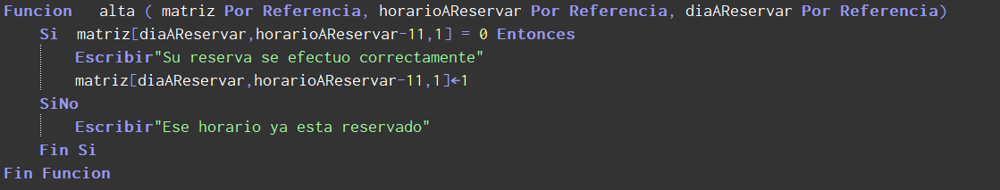 Funcion alta ( matriz Por Referencia, horarioAReservar Por Referencia, diaAReservar Por Referencia)
Si matriz[diaAReservar,horarioAReservar-11,1] = 0 Entonces
Escribir"Su reserva se efectuo correctamente"
matriz[diaAReservar,horarioAReservar-11,1]←1
SiNo
Escribir"Ese horario ya esta reservado"
Fin Si
Fin Funcion